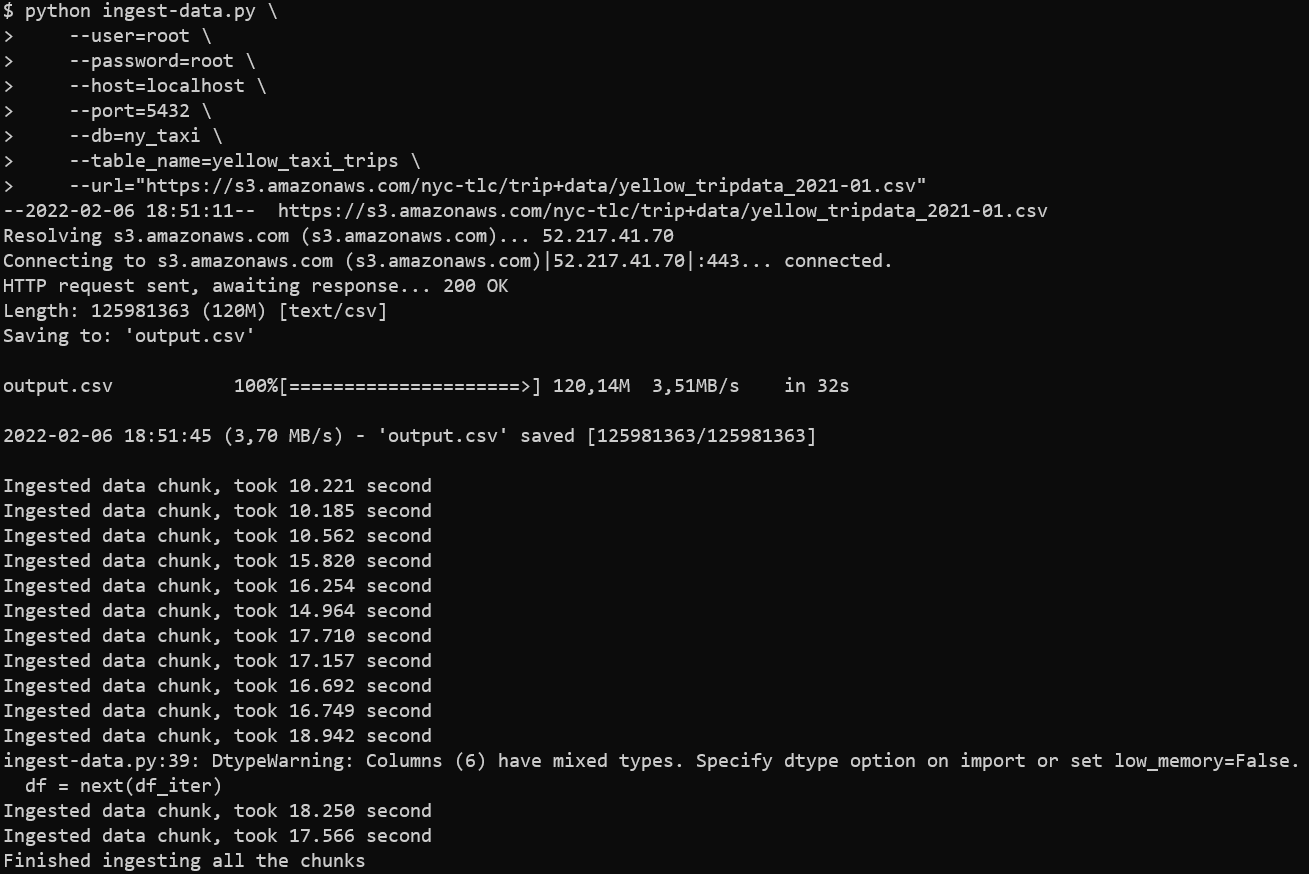 $ python ingest-data.py \
>     --user=root \
>     --password=root \
>     --host=localhost \
>     --port=5432 \
>     --db=ny_taxi \
>     --table_name=yellow_taxi_trips \
>     --url="https://s3.amazonaws.com/nyc-tlc/trip+data/yellow_tripdata_2021-01.csv"
--2022-02-06 18:51:11--  https://s3.amazonaws.com/nyc-tlc/trip+data/yellow_tripdata_2021-01.csv
Resolving s3.amazonaws.com (s3.amazonaws.com)... 52.217.41.70
Connecting to s3.amazonaws.com (s3.amazonaws.com)|52.217.41.70|:443... connected.
HTTP request sent, awaiting response... 200 OK
Length: 125981363 (120M) [text/csv]
Saving to: 'output.csv'

output.csv           100%[=====================>] 120,14M  3,51MB/s    in 32s

2022-02-06 18:51:45 (3,70 MB/s) - 'output.csv' saved [125981363/125981363]

Ingested data chunk, took 10.221 second
Ingested data chunk, took 10.185 second
Ingested data chunk, took 10.562 second
Ingested data chunk, took 15.820 second
Ingested data chunk, took 16.254 second
Ingested data chunk, took 14.964 second
Ingested data chunk, took 17.710 second
Ingested data chunk, took 17.157 second
Ingested data chunk, took 16.692 second
Ingested data chunk, took 16.749 second
Ingested data chunk, took 18.942 second
ingest-data.py:39: DtypeWarning: Columns (6) have mixed types. Specify dtype option on import or set low_memory=False.
  df = next(df_iter)
Ingested data chunk, took 18.250 second
Ingested data chunk, took 17.566 second
Finished ingesting all the chunks